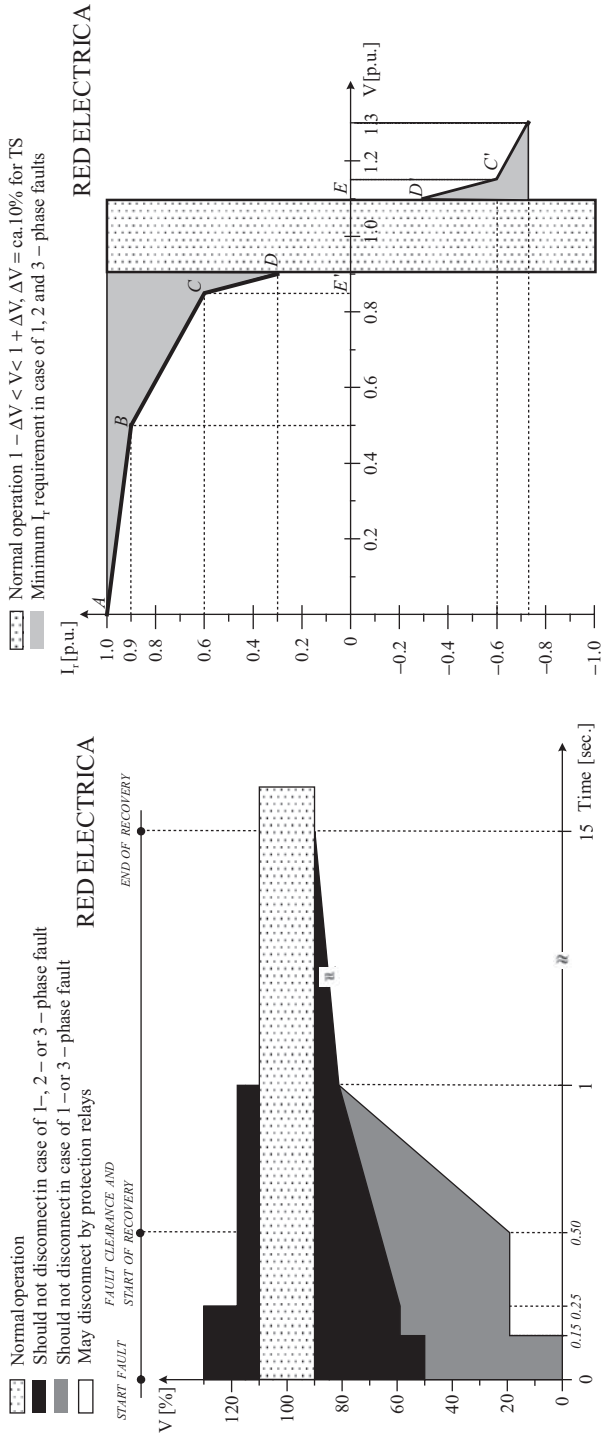 Normal operation
Should not disconnect in case of 1–, 2 – or 3 – phase fault
Should not disconnect in case of 1 – or 3 – phase fault
May disconnect by protection relays
RED ELECTRICA
START FAULT
FAULT CLEARANCE AND
START OF RECOVERY
END OF RECOVERY
V [%]
120
100
80
60
40
20
0
0
0.15 0.25
0.50
1
15
Time [sec.]
≈
≈
Normal operation 1 – ΔV < V< 1 + ΔV, ΔV = ca.10% for TS
Minimum Ir requirement in case of 1, 2 and 3 – phase faults
RED ELECTRICA
Ir [p.u.]
1.0
0.9
0.8
0.6
0.4
0.2
0
−0.2
−0.4
−0.6
−0.8
−1.0
A
B
C
D
E'
E
D'
C'
0.2
0.4
0.6
0.8
1.0
1.2
1.3
V [p.u.]